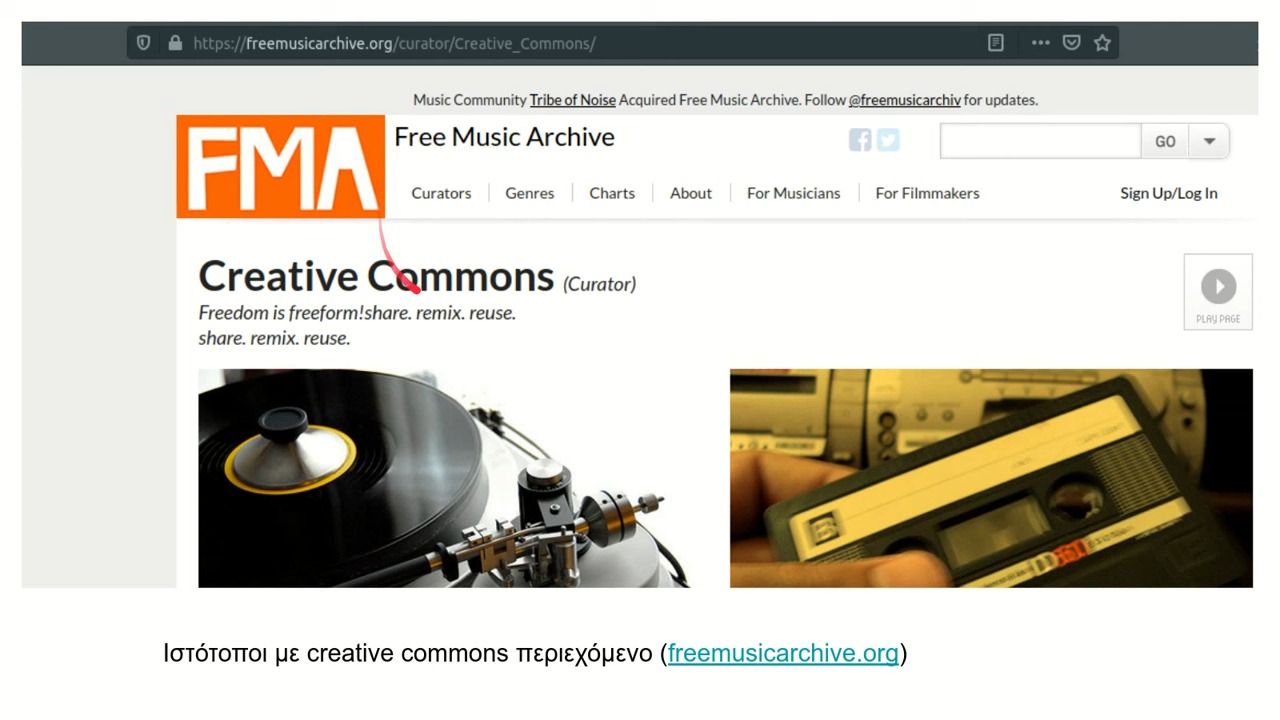 https://freemusicarchive.org/curator/Creative_Commons/
Music Community Tribe of Noise Acquired Free Music Archive. Follow @freemusicarchiv for updates.
FMA
Free Music Archive
GO
Curators Genres Charts About For Musicians For Filmmakers Sign Up/Log In
Creative Commons (Curator)
Freedom is freeform!share. remix. reuse.
share. remix. reuse.
PLAY PAGE
Ιστότοποι με creative commons περιεχόμενο (freemusicarchive.org)